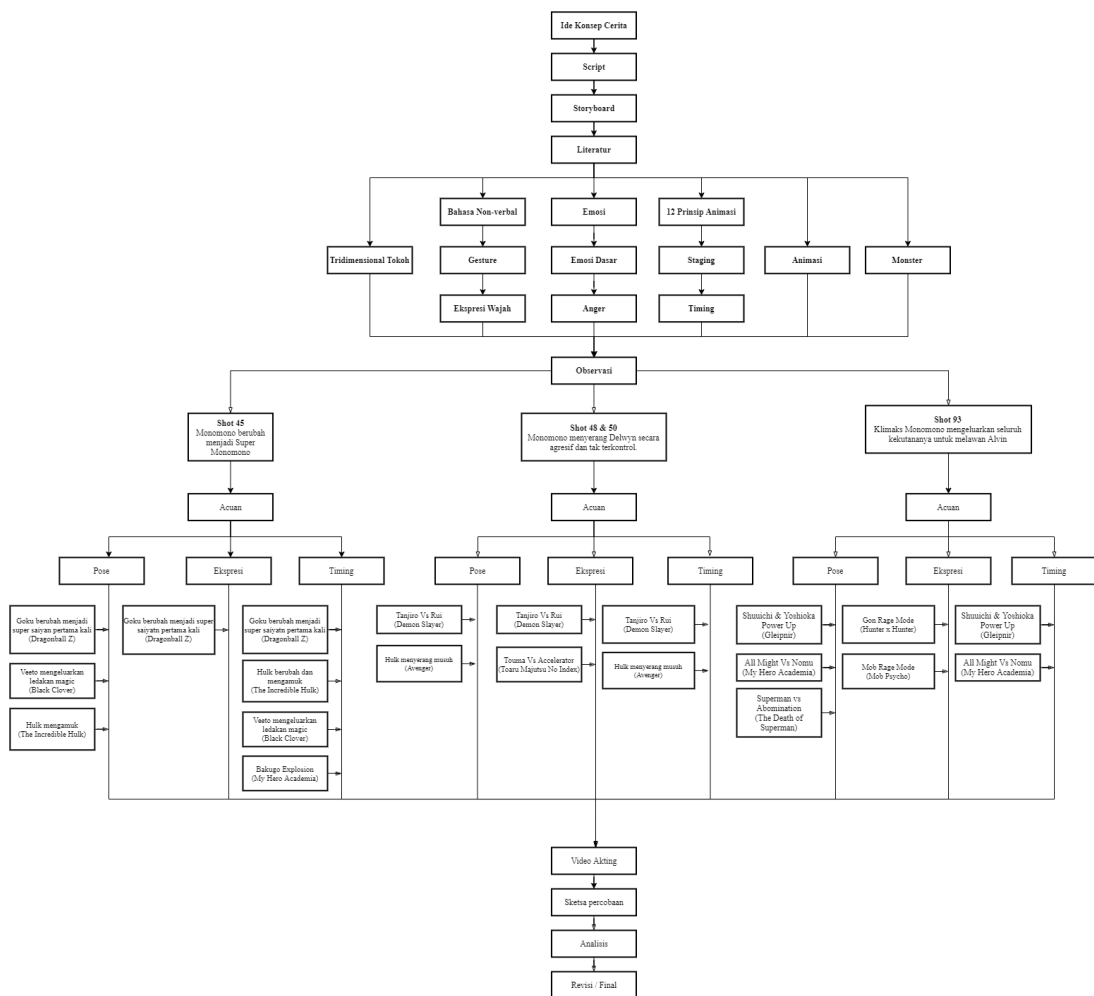 Ide Konsep Cerita
Script
Storyboard
Literatur
Bahasa Non-verbal
Emosi
12 Prinsip Animasi
Tridimensional Tokoh
Gesture
Emosi Dasar
Staging
Animasi
Monster
Ekspresi Wajah
Anger
Timing
Observasi
Shot 45
Monomono berubah
menjadi Super
Monomono
Shot 48 & 50
Monomono menyerang Delwyn secara
agresif dan tak terkontrol.
Shot 93
Klimaks Monomono mengeluarkan seluruh
kekutananya untuk melawan Alvin
Acuan
Acuan
Acuan
Pose
Ekspresi
Timing
Pose
Ekspresi
Timing
Pose
Ekspresi
Timing
Goku berubah menjadi
super saiyan pertama kali
(Dragonball Z)
Veeto mengeluarkan
ledakan magic
(Black Clover)
Hulk mengamuk
(The Incredible Hulk)
Goku berubah menjadi super
saiyatn pertama kali
(Dragonball Z)
Goku berubah menjadi
super saiyatn pertama kali
(Dragonball Z)
Hulk berubah dan
mengamuk
(The Incredible Hulk)
Veeto mengeluarkan
ledakan magic
(Black Clover)
Bakugo Explosion
(My Hero Academia)
Tanjiro Vs Rui
(Demon Slayer)
Hulk menyerang musuh
(Avenger)
Tanjiro Vs Rui
(Demon Slayer)
Touma Vs Accelerator
(Toaru Majutsu No Index)
Tanjiro Vs Rui
(Demon Slayer)
Hulk menyerang musuh
(Avenger)
Shuuichi & Yoshioka
Power Up
(Gleipnir)
All Might Vs Nomu
(My Hero Academia)
Superman vs
Abomination
(The Death of
Superman)
Gon Rage Mode
(Hunter x Hunter)
Mob Rage Mode
(Mob Psycho)
Shuuichi & Yoshioka
Power Up
(Gleipnir)
All Might Vs Nomu
(My Hero Academia)
Video Akting
Sketsa percobaan
Analisis
Revisi / Final